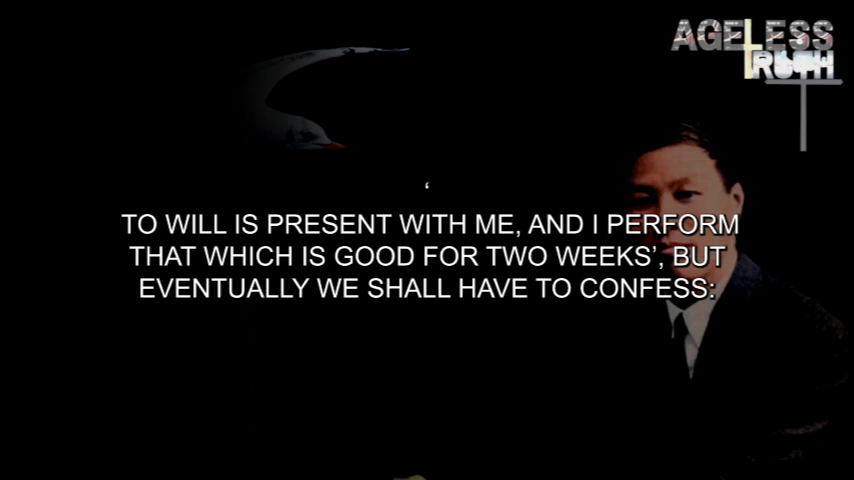 AGELESS
TRUTH
‘
TO WILL IS PRESENT WITH ME, AND I PERFORM
THAT WHICH IS GOOD FOR TWO WEEKS’, BUT
EVENTUALLY WE SHALL HAVE TO CONFESS: